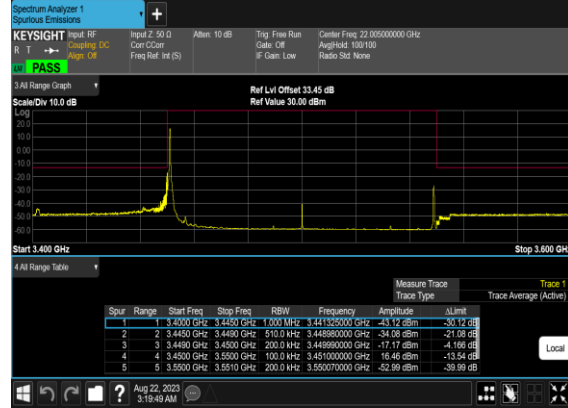 Spectrum Analyzer 1
Spurious Emissions
+
KEYSIGHT Input: RF Input Z: 50 Ω Atten: 10 dB Trig: Free Run Center Freq: 22.005000000 GHz
R T Coupling: DC Corr CCorr Gate: Off Avg|Hold: 100/100
Align: Off Freq Ref: Int (S) IF Gain: Low Radio Std: None
PASS
3 All Range Graph
Ref Lvl Offset 33.45 dB
Scale/Div 10.0 dB Ref Value 30.00 dBm
Log
20.0
10.0
0.00
-10.0
-20.0
-30.0
-40.0
-50.0
-60.0
Start 3.400 GHz Stop 3.600 GHz
4 All Range Table
Measure Trace Trace 1
Trace Type Trace Average (Active)
Spur Range Start Freq Stop Freq RBW Frequency Amplitude ΔLimit
1 1 3.4000 GHz 3.4450 GHz 1.000 MHz 3.441325000 GHz -43.12 dBm -30.12 dB
2 2 3.4450 GHz 3.4490 GHz 510.0 kHz 3.448980000 GHz -34.08 dBm -21.08 dB
3 3 3.4490 GHz 3.4500 GHz 200.0 kHz 3.449990000 GHz -17.17 dBm -4.166 dB
4 4 3.4500 GHz 3.5500 GHz 100.0 kHz 3.451000000 GHz 16.46 dBm -13.54 dB
5 5 3.5500 GHz 3.5510 GHz 200.0 kHz 3.550070000 GHz -52.99 dBm -39.99 dB
Local
? Aug 22, 2023
3:19:49 AM